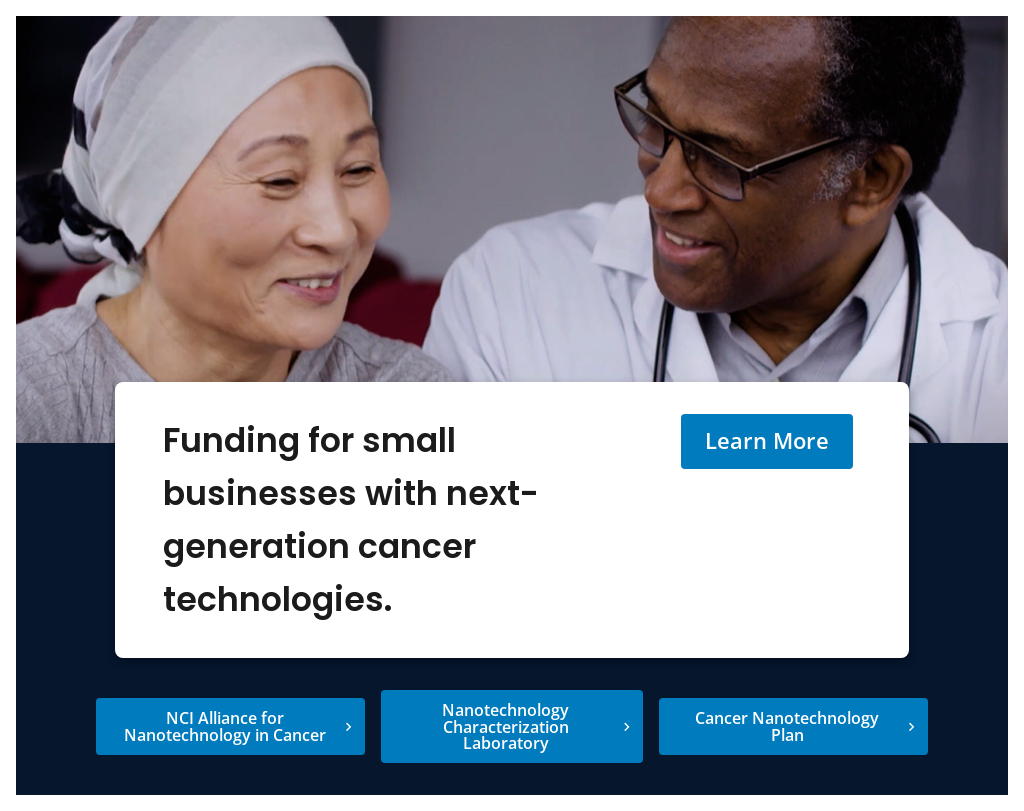 Funding for small
businesses with next-
generation cancer
technologies.
Learn More
NCI Alliance for
Nanotechnology in Cancer
Nanotechnology
Characterization
Laboratory
Cancer Nanotechnology
Plan